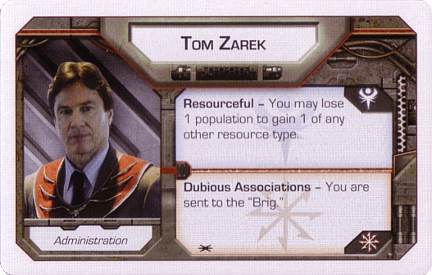 TOM ZAREK
Resourceful – You may lose
1 population to gain 1 of any
other resource type.
Dubious Associations – You are
sent to the “Brig.”
Administration